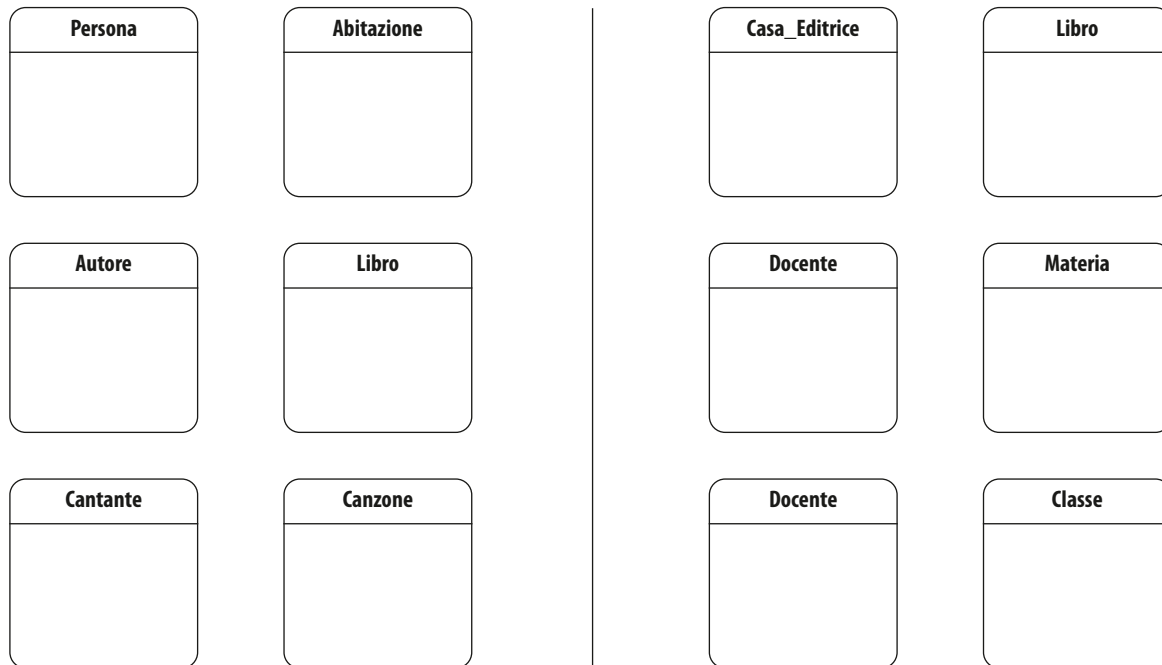 Persona
Abitazione
Autore
Libro
Cantante
Canzone
Casa_Editrice
Libro
Docente
Materia
Docente
Classe